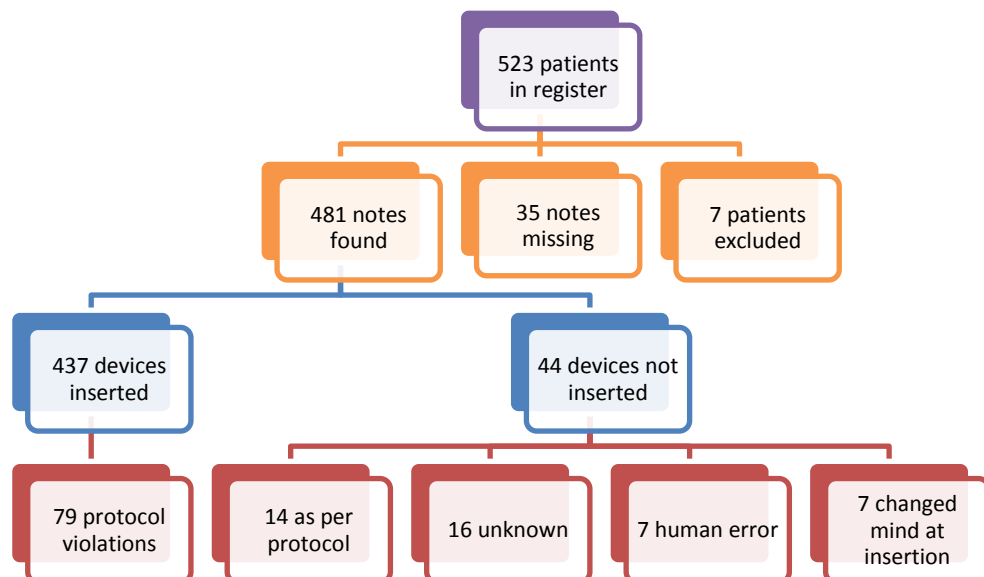 523 patients
in register
481 notes
found
35 notes
missing
7 patients
excluded
437 devices
inserted
44 devices not
inserted
79 protocol
violations
14 as per
protocol
16 unknown
7 human error
7 changed
mind at
insertion